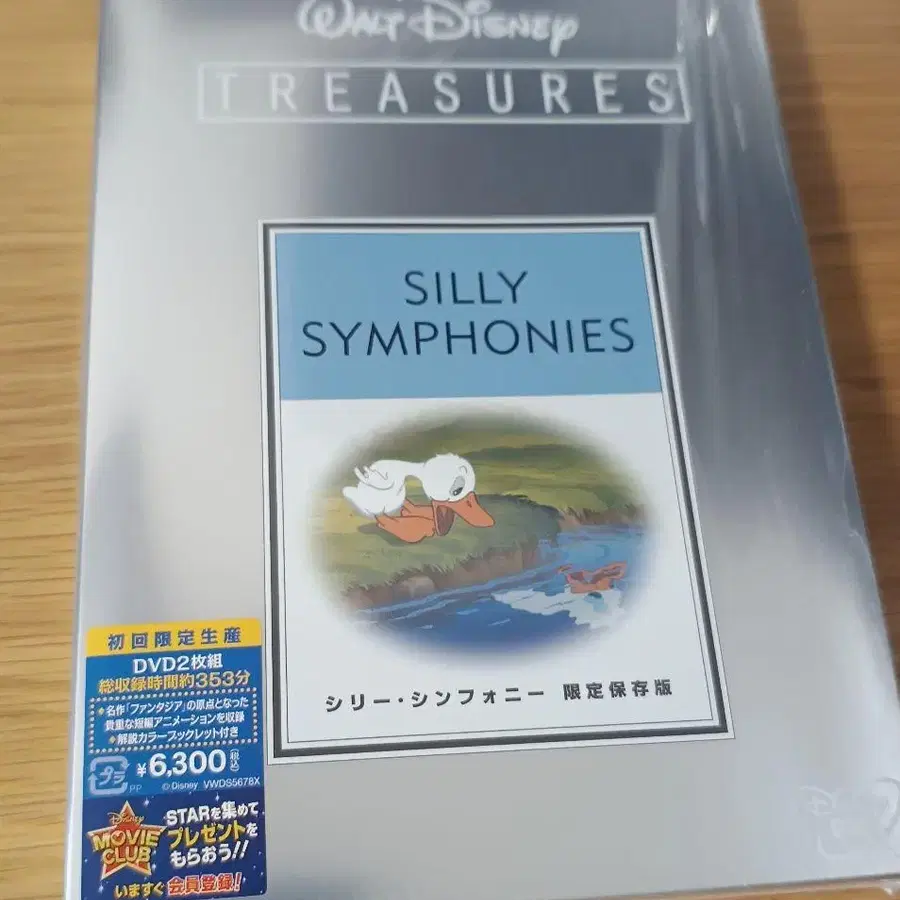 WALT DISNEY
TREASURES
SILLY
SYMPHONIES
シリー・シンフォニー 限定保存版
初回限定生産
DVD2枚組
総収録時間約353分
●名作「ファンタジア」の原点となった
貴重な短編アニメーションを収録
●解説カラーブックレット付き
プラ
PP
¥6,300(税込)
©Disney VWDS5678X
Disney
MOVIE
CLUB
STARを集めて
プレゼントを
もらおう!!
いますぐ 会員登録!